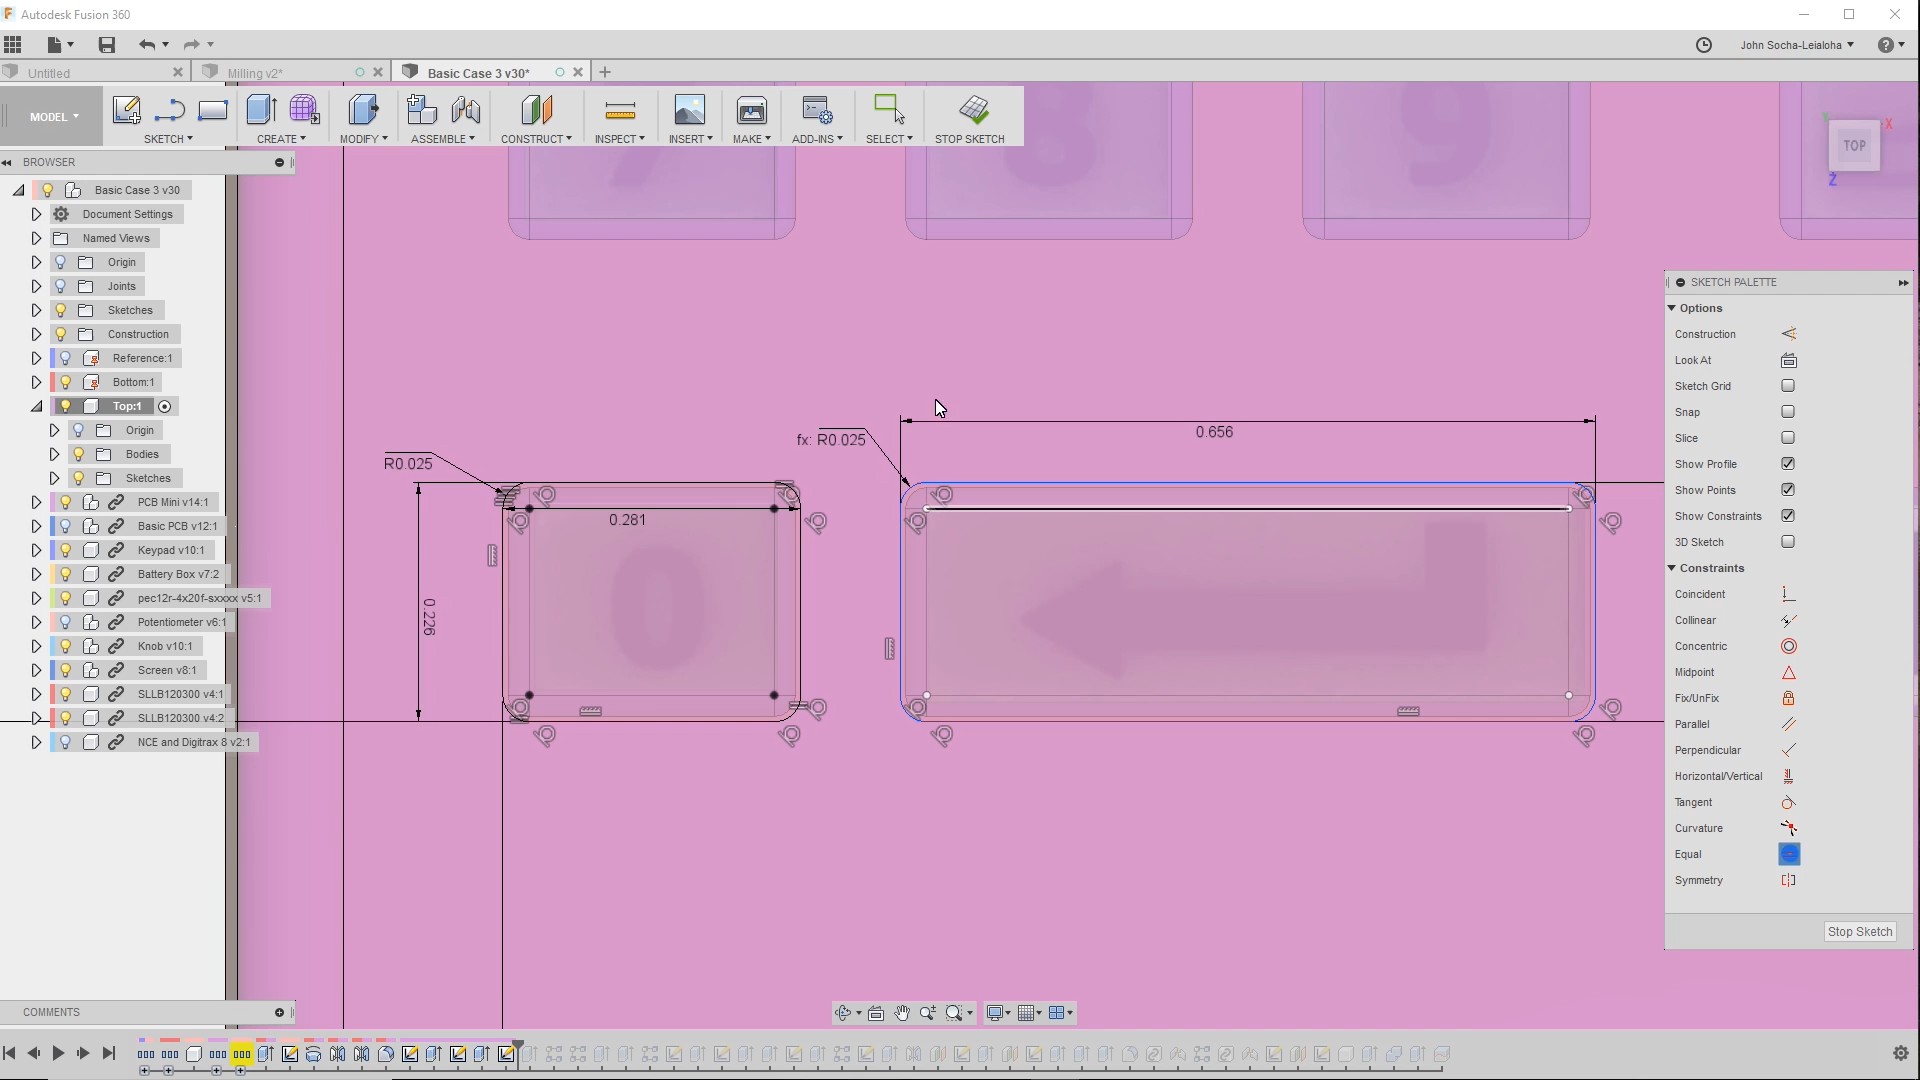 Autodesk Fusion 360
John Socha-Leialoha
Untitled
Milling v2*
Basic Case 3 v30*
MODEL
SKETCH
CREATE
MODIFY
ASSEMBLE
CONSTRUCT
INSPECT
INSERT
MAKE
ADD-INS
SELECT
STOP SKETCH
BROWSER
Basic Case 3 v30
Document Settings
Named Views
Origin
Joints
Sketches
Construction
Reference:1
Bottom:1
Top:1
Origin
Bodies
Sketches
PCB Mini v14:1
Basic PCB v12:1
Keypad v10:1
Battery Box v7:2
pec12r-4x20f-sxxxx v5:1
Potentiometer v6:1
Knob v10:1
Screen v8:1
SLLB120300 v4:1
SLLB120300 v4:2
NCE and Digitrax 8 v2:1
COMMENTS
7
8
9
X
TOP
Z
R0.025
fx: R0.025
0.656
0.281
0.226
0
SKETCH PALETTE
Options
Construction
Look At
Sketch Grid
Snap
Slice
Show Profile
Show Points
Show Constraints
3D Sketch
Constraints
Coincident
Collinear
Concentric
Midpoint
Fix/UnFix
Parallel
Perpendicular
Horizontal/Vertical
Tangent
Curvature
Equal
Symmetry
Stop Sketch